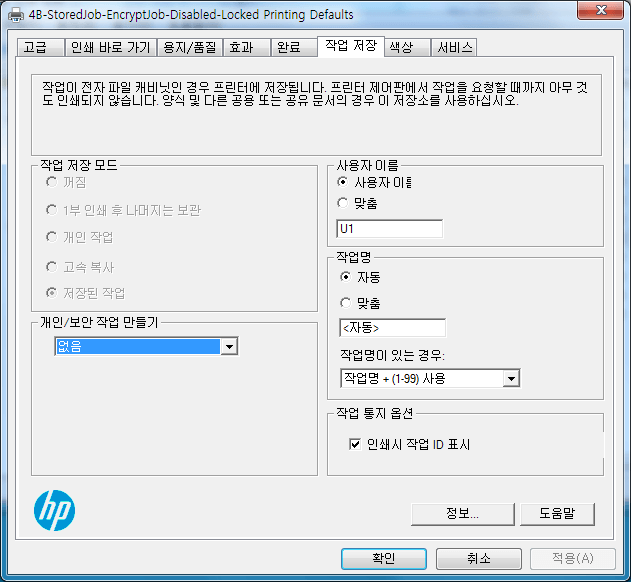 4B-StoredJob-EncryptJob-Disabled-Locked Printing Defaults
고급 인쇄 바로 가기 용지/품질 효과 완료 작업 저장 색상 서비스
작업이 전자 파일 캐비닛인 경우 프린터에 저장됩니다. 프린터 제어판에서 작업을 요청할 때까지 아무 것
도 인쇄되지 않습니다. 양식 및 다른 공용 또는 공유 문서의 경우 이 저장소를 사용하십시오.
작업 저장 모드
꺼짐
1부 인쇄 후 나머지는 보관
개인 작업
고속 복사
저장된 작업
개인/보안 작업 만들기
없음
사용자 이름
사용자 이름
맞춤
U1
작업명
자동
맞춤
<자동>
작업명이 있는 경우:
작업명 + (1-99) 사용
작업 통지 옵션
인쇄시 작업 ID 표시
hp
정보... 도움말
확인 취소 적용(A)